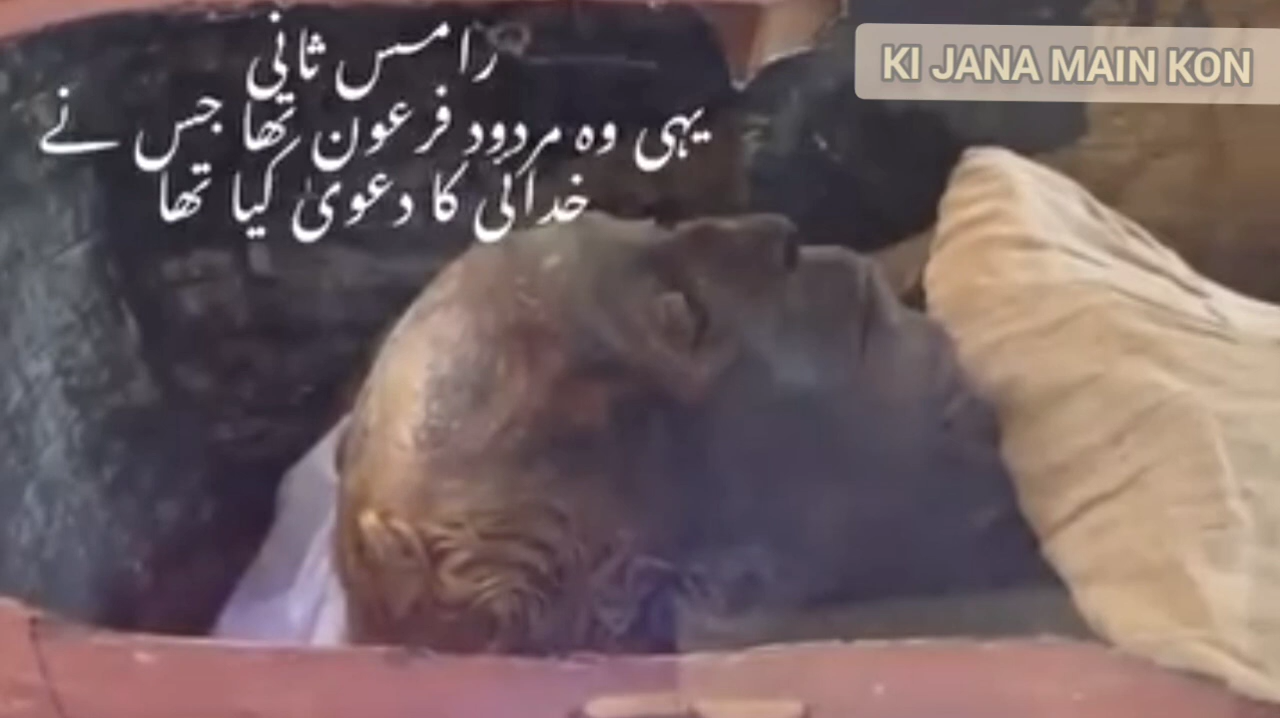 رامسس ثانی
یہی وہ مردود فرعون تھا جس نے
خدائی کا دعویٰ کیا تھا
KI JANA MAIN KON